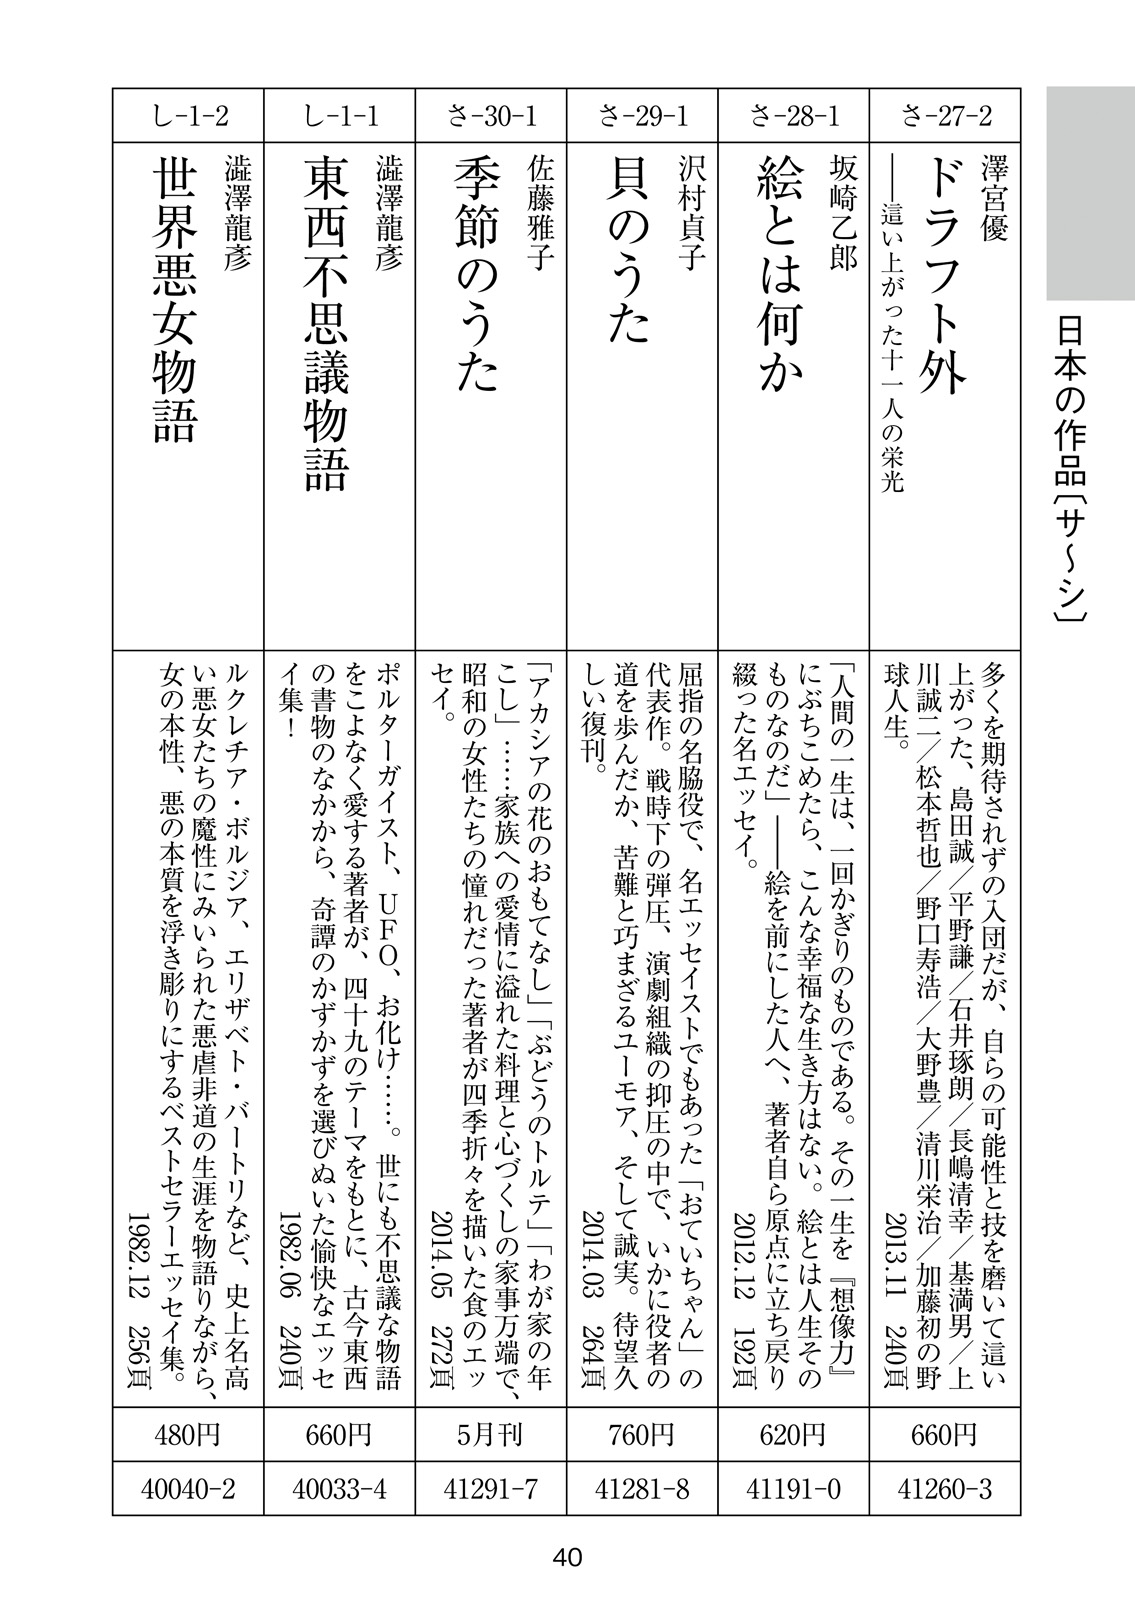 日本の作品〔サ～シ〕
さ-27-2
澤宮優
ドラフト外
――這い上がった十一人の栄光
多くを期待されずの入団だが、自らの可能性と技を磨いて這い
上がった、島田誠／平野謙／石井琢朗／長嶋清幸／基満男／上
川誠二／松本哲也／野口寿浩／大野豊／清川栄治／加藤初の野
球人生。
2013.11 240頁
660円
41260-3
さ-28-1
坂崎乙郎
絵とは何か
「人間の一生は、一回かぎりのものである。その一生を『想像力』
にぶちこめたら、こんな幸福な生き方はない。絵とは人生その
ものなのだ」――絵を前にした人へ、著者自ら原点に立ち戻り
綴った名エッセイ。
2012.12 192頁
620円
41191-0
さ-29-1
沢村貞子
貝のうた
屈指の名脇役で、名エッセイストでもあった「おていちゃん」の
代表作。戦時下の弾圧、演劇組織の抑圧の中で、いかに役者の
道を歩んだか、苦難と巧まざるユーモア、そして誠実。待望久
しい復刊。
2014.03 264頁
760円
41281-8
さ-30-1
佐藤雅子
季節のうた
「アカシアの花のおもてなし」「ぶどうのトルテ」「わが家の年
こし」……家族への愛情に溢れた料理と心づくしの家事万端で、
昭和の女性たちの憧れだった著者が四季折々を描いた食のエッ
セイ。
2014.05 272頁
5月刊
41291-7
し-1-1
澁澤龍彥
東西不思議物語
ポルターガイスト、UFO、お化け……。世にも不思議な物語
をこよなく愛する著者が、四十九のテーマをもとに、古今東西
の書物のなかから、奇譚のかずかずを選びぬいた愉快なエッセ
イ集！
1982.06 240頁
660円
40033-4
し-1-2
澁澤龍彥
世界悪女物語
ルクレチア・ボルジア、エリザベト・バートリなど、史上名高
い悪女たちの魔性にみいられた悪虐非道の生涯を物語りながら、
女の本性、悪の本質を浮き彫りにするベストセラーエッセイ集。
1982.12 256頁
480円
40040-2
40